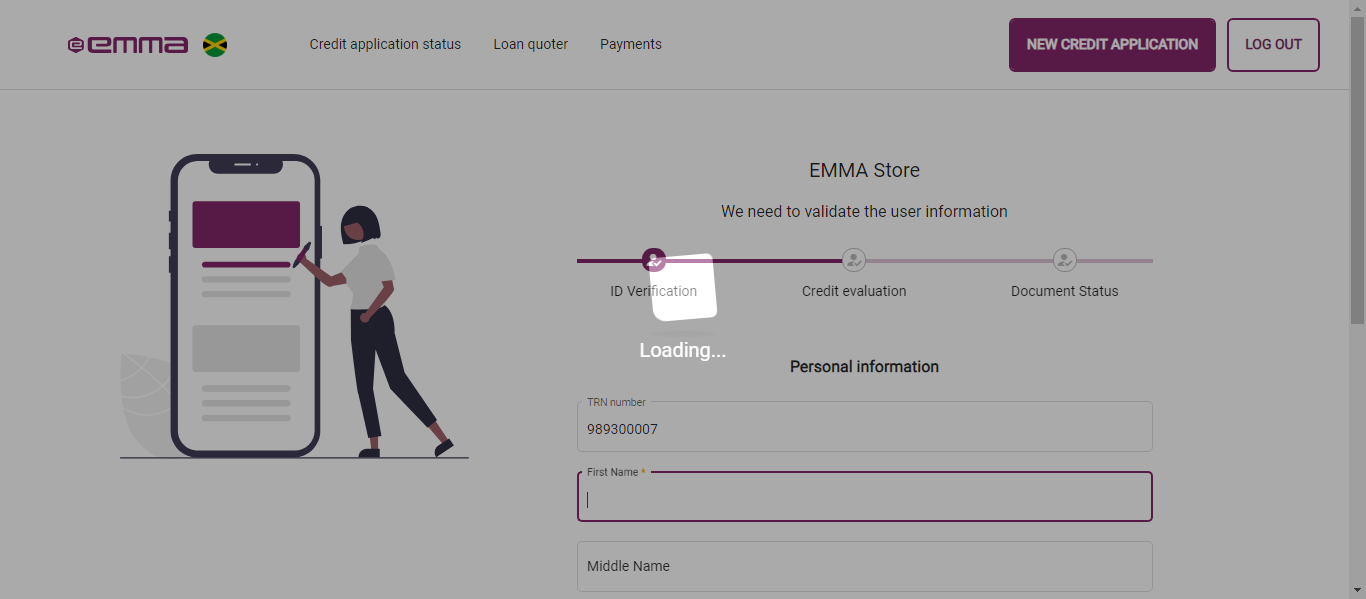 emma
Credit application status
Loan quoter
Payments
NEW CREDIT APPLICATION
LOG OUT
EMMA Store
We need to validate the user information
ID Verification
Credit evaluation
Document Status
Loading...
Personal information
TRN number
989300007
First Name *
Middle Name